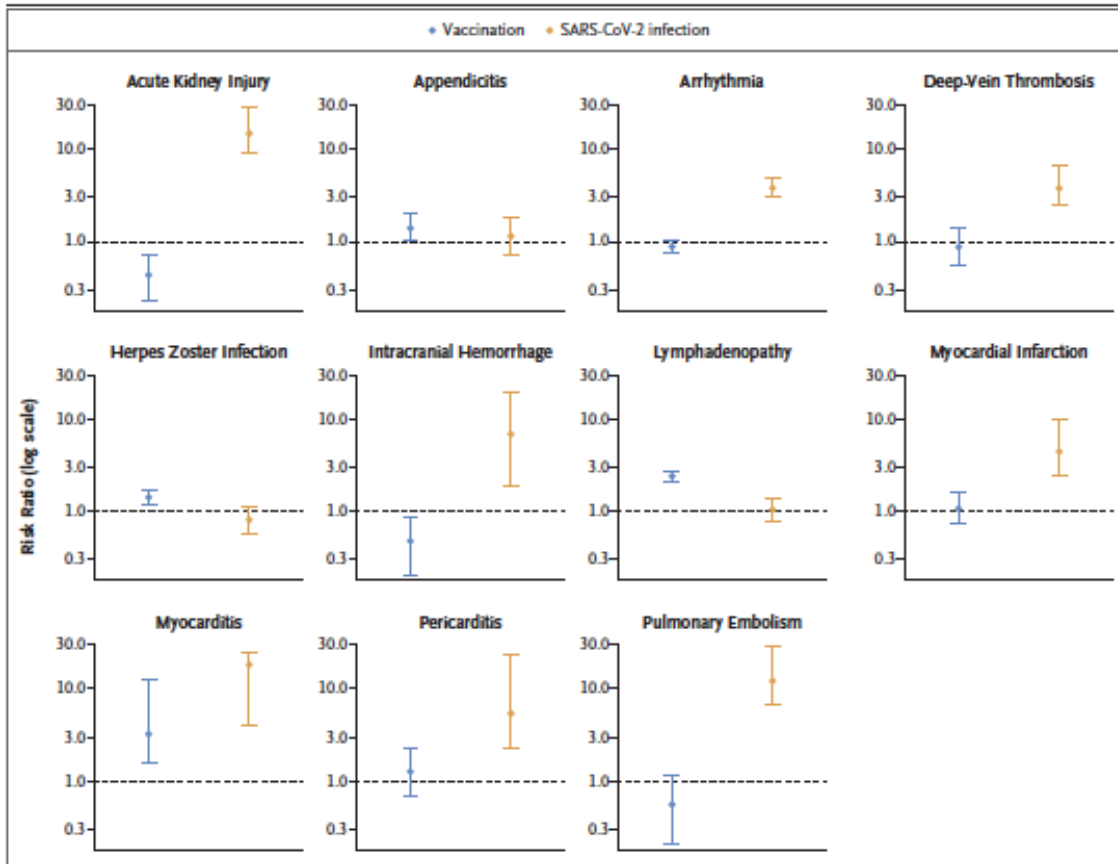 Vaccination SARS-CoV-2 infection
Acute Kidney Injury Appendicitis Arrhythmia Deep-Vein Thrombosis
30.0 30.0 30.0 30.0
10.0 10.0 10.0 10.0
3.0 3.0 3.0 3.0
1.0 1.0 1.0 1.0
0.3 0.3 0.3 0.3
Herpes Zoster Infection Intracranial Hemorrhage Lymphadenopathy Myocardial Infarction
30.0 30.0 30.0 30.0
10.0 10.0 10.0 10.0
3.0 3.0 3.0 3.0
1.0 1.0 1.0 1.0
0.3 0.3 0.3 0.3
Risk Ratio (log scale)
Myocarditis Pericarditis Pulmonary Embolism
30.0 30.0 30.0
10.0 10.0 10.0
3.0 3.0 3.0
1.0 1.0 1.0
0.3 0.3 0.3